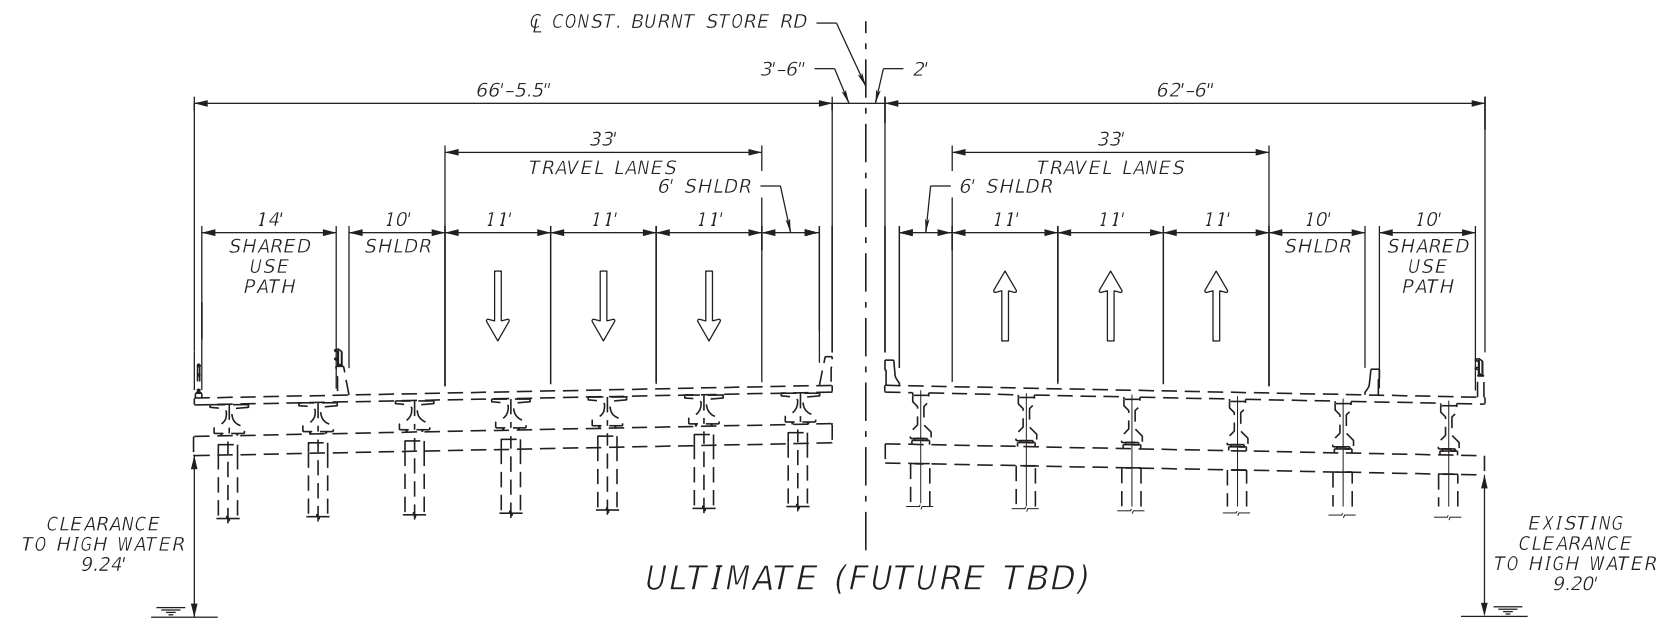 ℄ CONST. BURNT STORE RD
3'-6" 2'
66'-5.5" 62'-6"
33' 33'
TRAVEL LANES TRAVEL LANES
6' SHLDR 6' SHLDR
14' 10' 11' 11' 11' 11' 11' 11' 10' 10'
SHARED SHLDR SHLDR SHARED
USE USE
PATH PATH
CLEARANCE
TO HIGH WATER
9.24'
EXISTING
CLEARANCE
TO HIGH WATER
9.20'
ULTIMATE (FUTURE TBD)